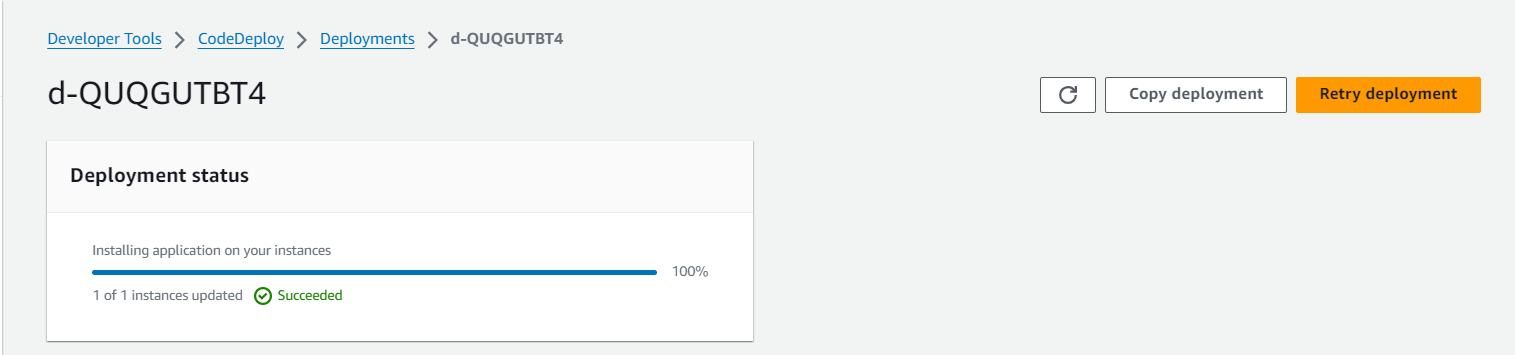 Developer Tools > CodeDeploy > Deployments > d-QUQGUTBT4
d-QUQGUTBT4
Copy deployment
Retry deployment
Deployment status
Installing application on your instances
100%
1 of 1 instances updated Succeeded